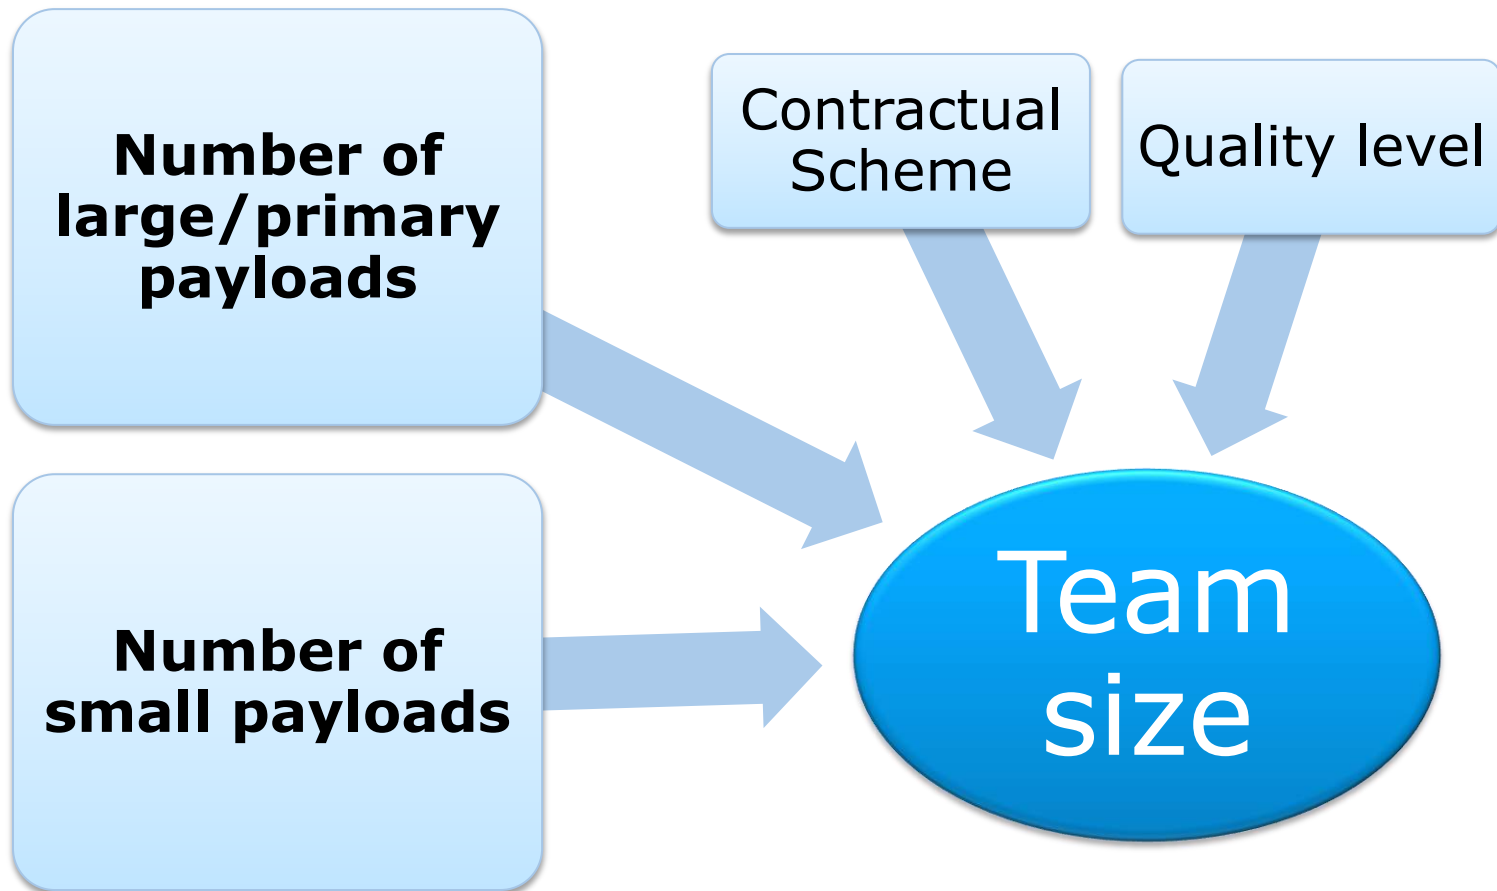 Number of
large/primary
payloads
Contractual
Scheme
Quality level
Number of
small payloads
Team
size